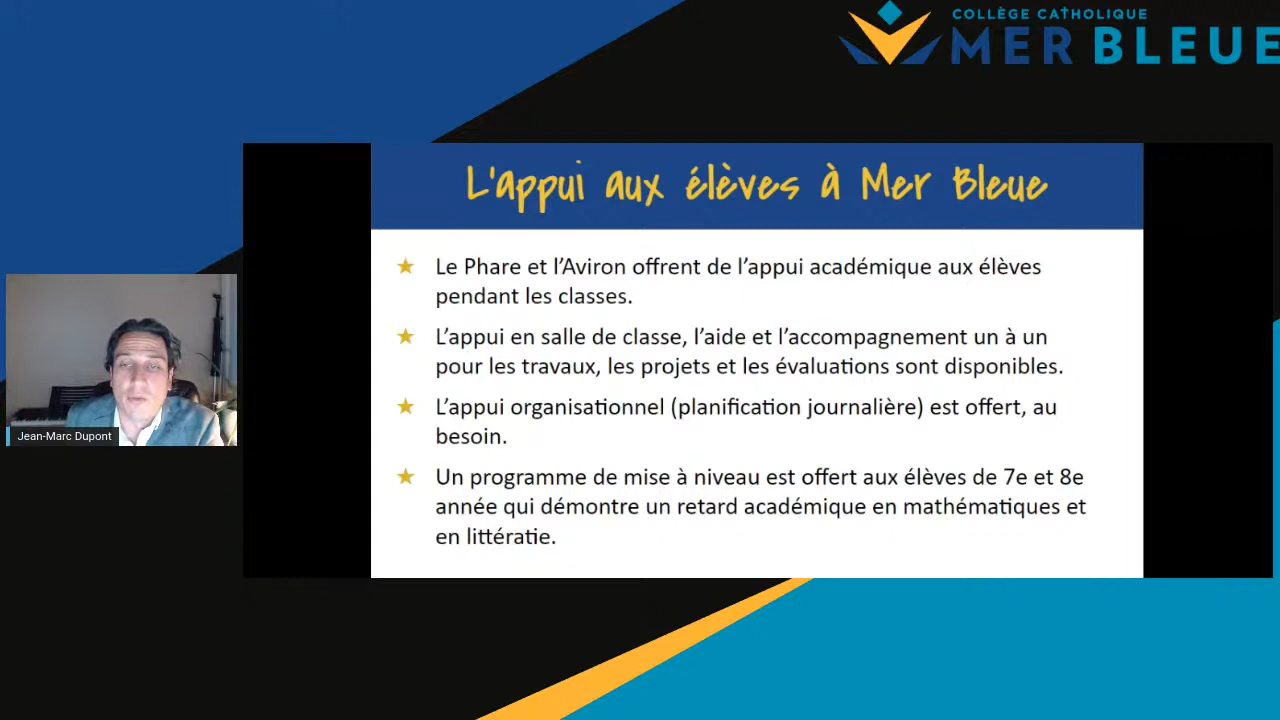 COLLÈGE CATHOLIQUE
MER BLEUE
L'appui aux élèves à Mer Bleue
Le Phare et l’Aviron offrent de l’appui académique aux élèves
pendant les classes.
L’appui en salle de classe, l’aide et l’accompagnement un à un
pour les travaux, les projets et les évaluations sont disponibles.
L’appui organisationnel (planification journalière) est offert, au
besoin.
Un programme de mise à niveau est offert aux élèves de 7e et 8e
année qui démontre un retard académique en mathématiques et
en littératie.
Jean-Marc Dupont